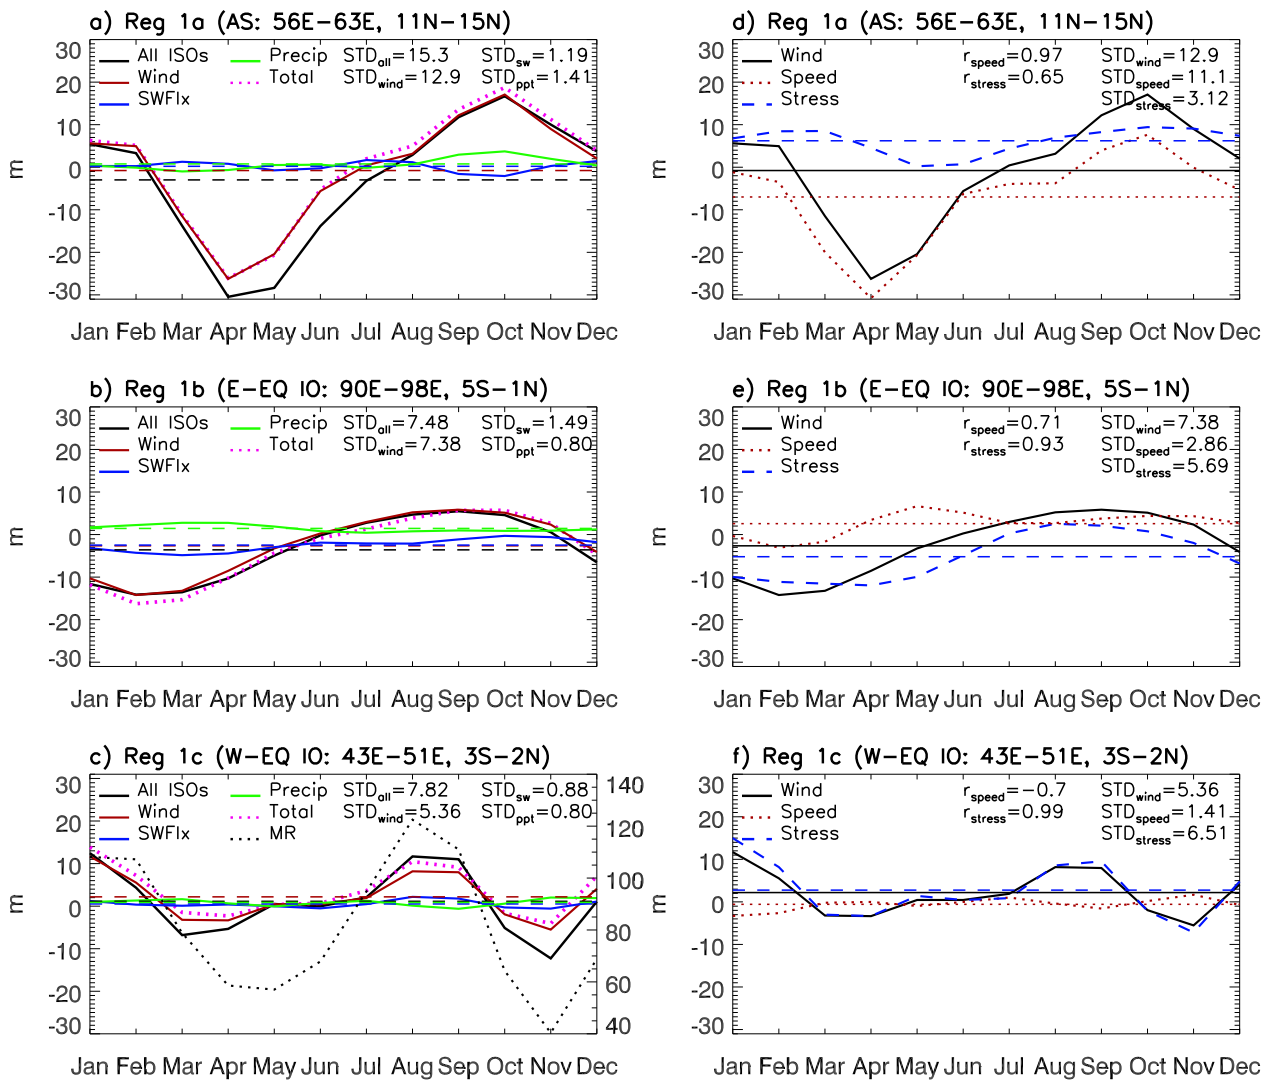 a) Reg 1a (AS: 56E-63E, 11N-15N)
All ISOs Precip STDall=15.3 STDsw=1.19
Wind Total STDwind=12.9 STDppt=1.41
SWFlx
30
20
10
0
-10
-20
-30
m
Jan Feb Mar Apr May Jun Jul Aug Sep Oct Nov Dec
d) Reg 1a (AS: 56E-63E, 11N-15N)
Wind rspeed=0.97 STDwind=12.9
Speed rstress=0.65 STDspeed=11.1
Stress STDstress=3.12
30
20
10
0
-10
-20
-30
m
Jan Feb Mar Apr May Jun Jul Aug Sep Oct Nov Dec
b) Reg 1b (E-EQ IO: 90E-98E, 5S-1N)
All ISOs Precip STDall=7.48 STDsw=1.49
Wind Total STDwind=7.38 STDppt=0.80
SWFlx
30
20
10
0
-10
-20
-30
m
Jan Feb Mar Apr May Jun Jul Aug Sep Oct Nov Dec
e) Reg 1b (E-EQ IO: 90E-98E, 5S-1N)
Wind rspeed=0.71 STDwind=7.38
Speed rstress=0.93 STDspeed=2.86
Stress STDstress=5.69
30
20
10
0
-10
-20
-30
m
Jan Feb Mar Apr May Jun Jul Aug Sep Oct Nov Dec
c) Reg 1c (W-EQ IO: 43E-51E, 3S-2N)
All ISOs Precip STDall=7.82 STDsw=0.88
Wind Total STDwind=5.36 STDppt=0.80
SWFlx MR
30
20
10
0
-10
-20
-30
m
140
120
100
80
60
40
Jan Feb Mar Apr May Jun Jul Aug Sep Oct Nov Dec
f) Reg 1c (W-EQ IO: 43E-51E, 3S-2N)
Wind rspeed=-0.7 STDwind=5.36
Speed rstress=0.99 STDspeed=1.41
Stress STDstress=6.51
30
20
10
0
-10
-20
-30
m
Jan Feb Mar Apr May Jun Jul Aug Sep Oct Nov Dec